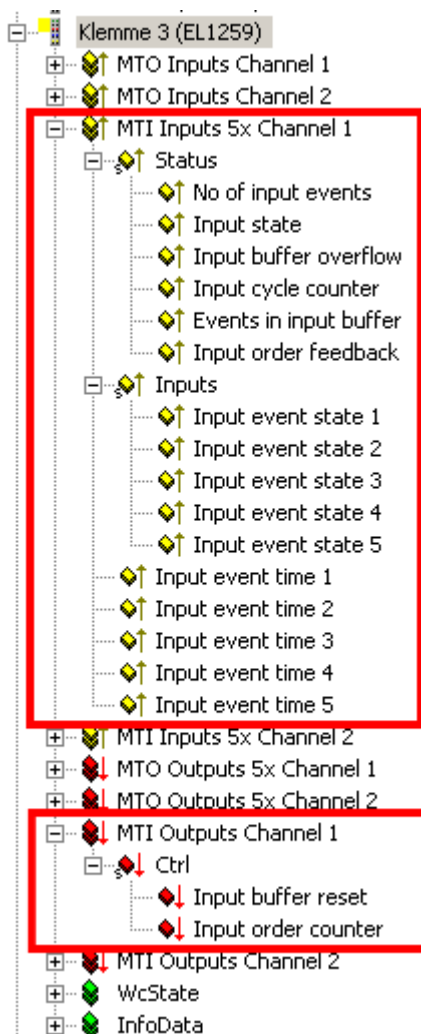 Klemme 3 (EL1259)
MTO Inputs Channel 1
MTO Inputs Channel 2
MTI Inputs 5x Channel 1
Status
No of input events
Input state
Input buffer overflow
Input cycle counter
Events in input buffer
Input order feedback
Inputs
Input event state 1
Input event state 2
Input event state 3
Input event state 4
Input event state 5
Input event time 1
Input event time 2
Input event time 3
Input event time 4
Input event time 5
MTI Inputs 5x Channel 2
MTO Outputs 5x Channel 1
MTO Outputs 5x Channel 2
MTI Outputs Channel 1
Ctrl
Input buffer reset
Input order counter
MTI Outputs Channel 2
WcState
InfoData